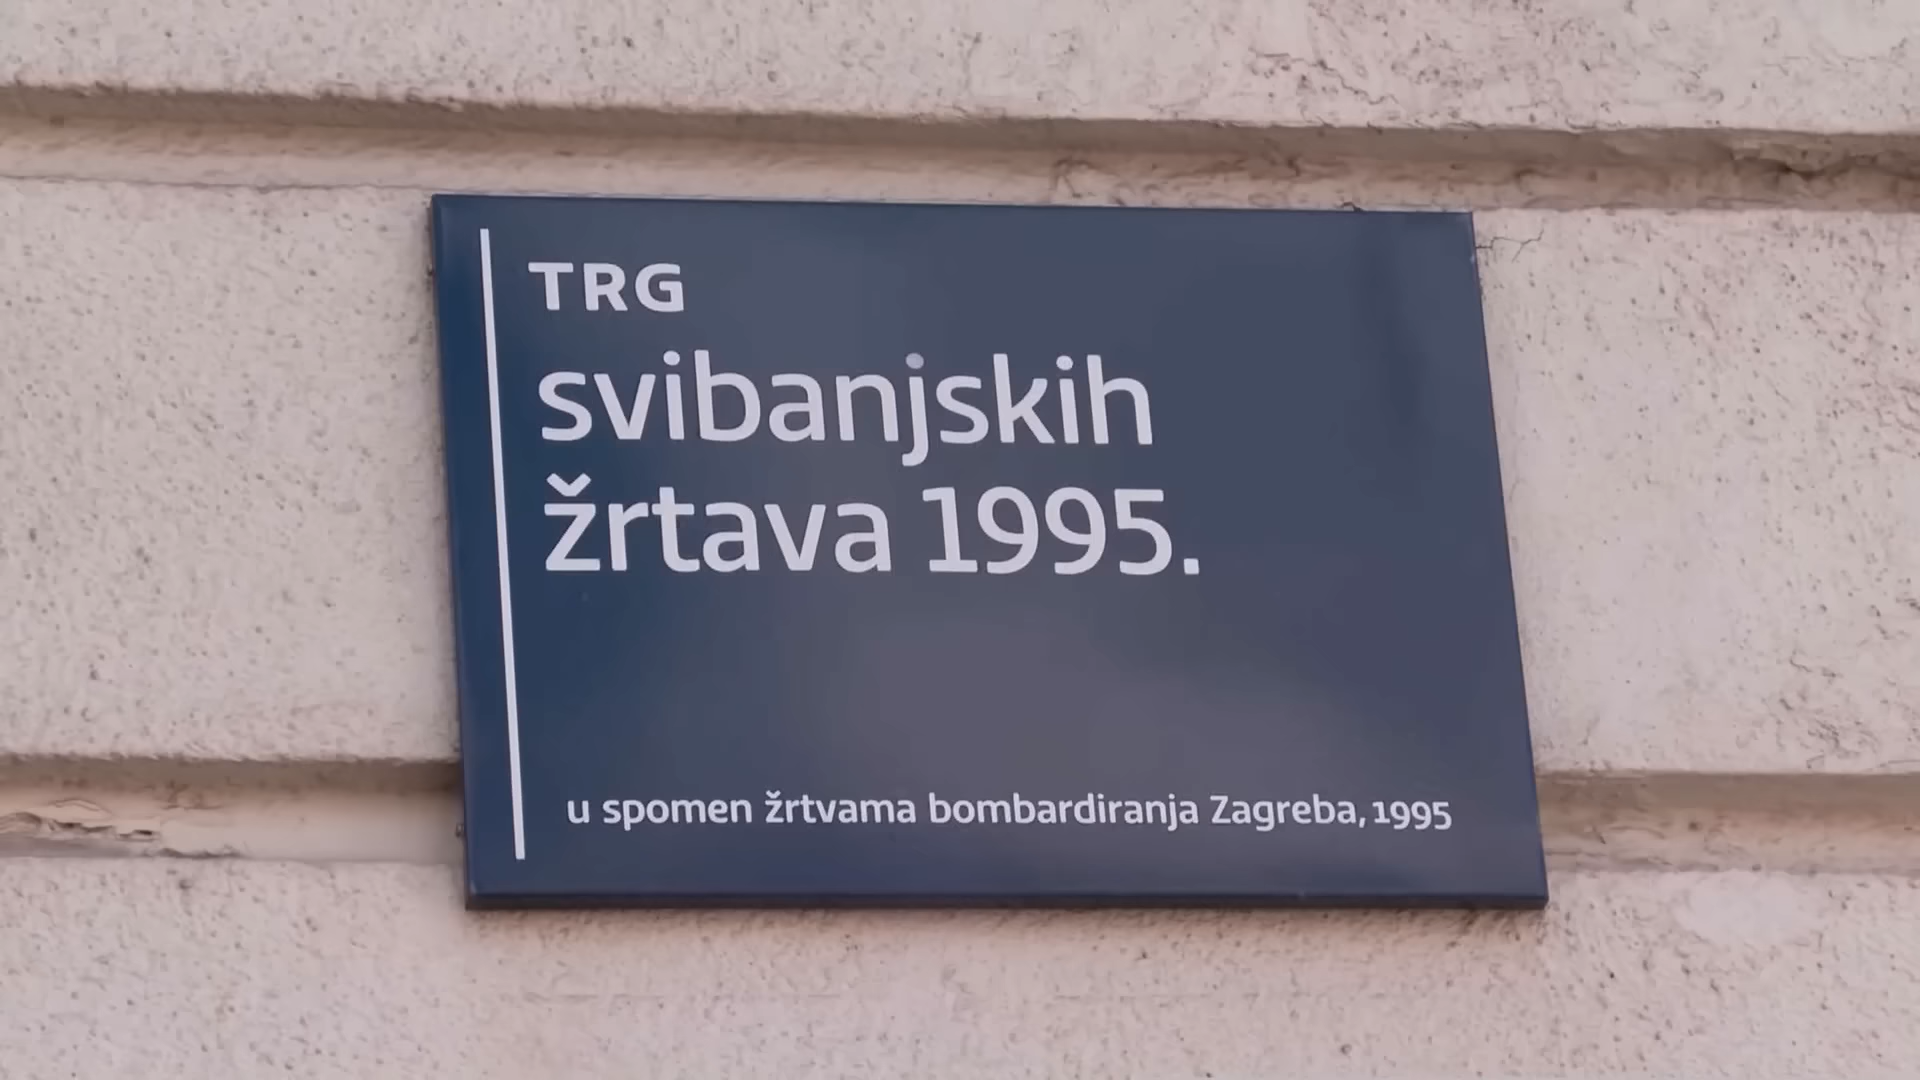 TRG
svibanjskih
žrtava 1995.
u spomen žrtvama bombardiranja Zagreba, 1995